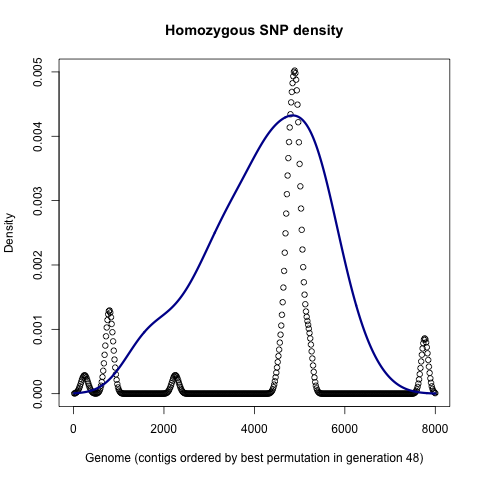 Homozygous SNP density
Density
0.005
0.004
0.003
0.002
0.001
0.000
0 2000 4000 6000 8000
Genome (contigs ordered by best permutation in generation 48)